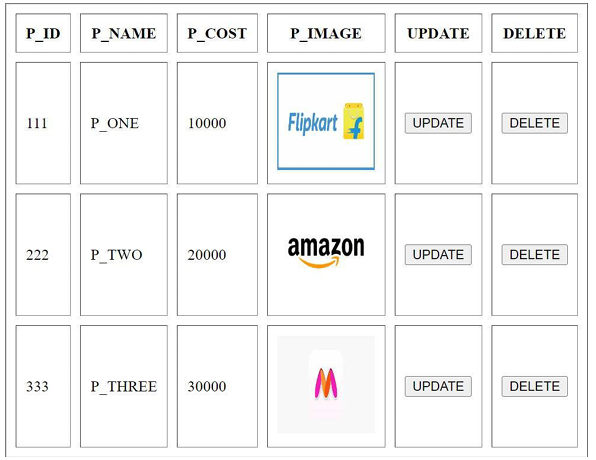 P_ID P_NAME P_COST P_IMAGE UPDATE DELETE
111 P_ONE 10000 Flipkart f UPDATE DELETE
222 P_TWO 20000 amazon UPDATE DELETE
333 P_THREE 30000 UPDATE DELETE